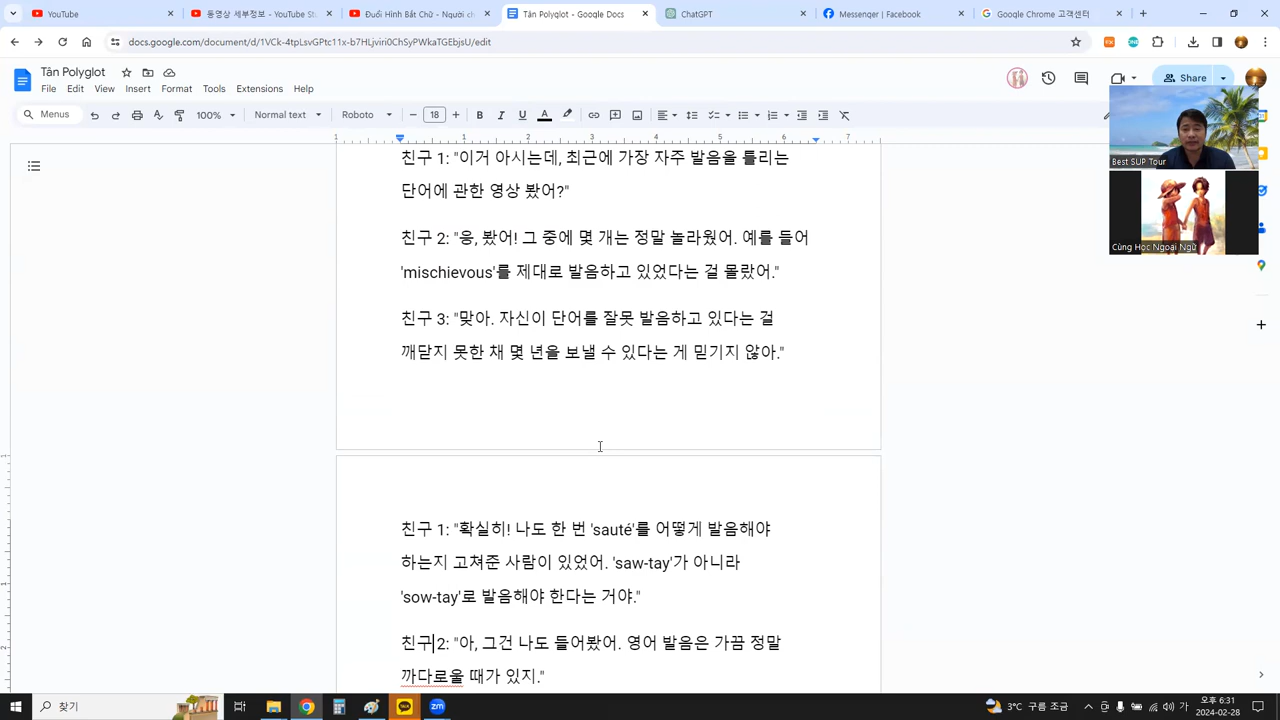 YouTube
동영상 세부정보 - YouTube St
Đuổi Hình Bắt Chữ - Người ch
Tân Polyglot - Google Docs
ChatGPT
Messenger | Facebook
Google Chrome 고객센터
docs.google.com/document/d/1VCk-4tpLsvGPtc11x-b7HLjviri0ChSvPWkaTGEbjsU/edit
Tân Polyglot
File Edit View Insert Format Tools Extensions Help
Share
Menus
100%
Normal text
Roboto
18
B I U A
1 1 2 3 4 5 6 7
Best SUP Tour
Cùng Học Ngoại Ngữ
친구 1: "이거 아시는데, 최근에 가장 자주 발음을 틀리는
단어에 관한 영상 봤어?"
친구 2: "응, 봤어! 그 중에 몇 개는 정말 놀라웠어. 예를 들어
'mischievous'를 제대로 발음하고 있었다는 걸 몰랐어."
친구 3: "맞아. 자신이 단어를 잘못 발음하고 있다는 걸
깨닫지 못한 채 몇 년을 보낼 수 있다는 게 믿기지 않아."
친구 1: "확실히! 나도 한 번 'sauté'를 어떻게 발음해야
하는지 고쳐준 사람이 있었어. 'saw-tay'가 아니라
'sow-tay'로 발음해야 한다는 거야."
친구 2: "아, 그건 나도 들어봤어. 영어 발음은 가끔 정말
까다로울 때가 있지."
찾기
TALK
zm
3°C 구름 조금
오후 6:31
2024-02-28